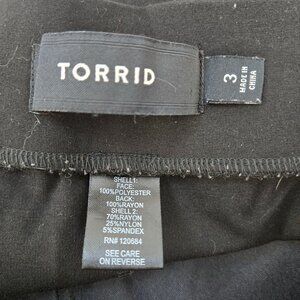 TORRID
3
MADE IN
CHINA
SHELL1:
FACE:
100%POLYESTER
BACK:
100%RAYON
SHELL 2:
70%RAYON
25%NYLON
5%SPANDEX
RN# 120664
SEE CARE
ON REVERSE